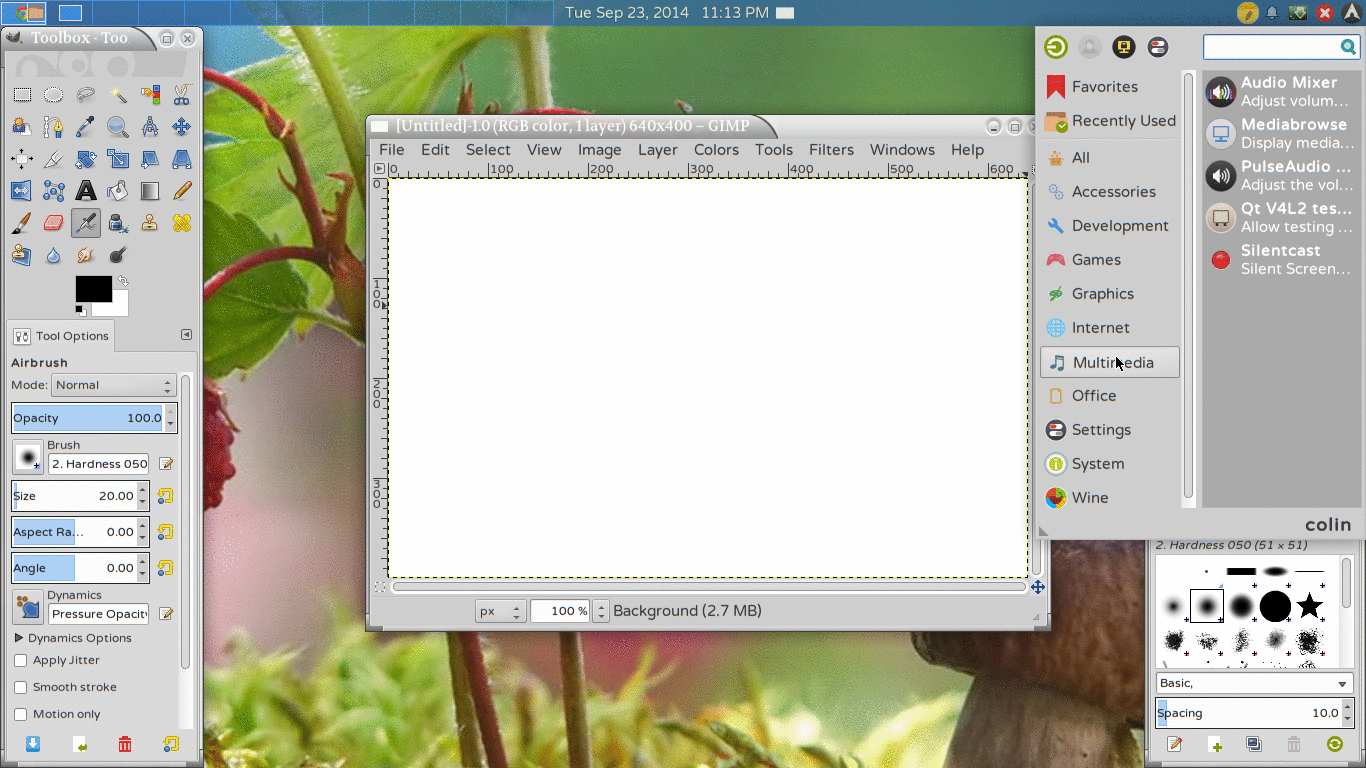 Tue Sep 23, 2014 11:13 PM
Toolbox - Too
Tool Options
Airbrush
Mode: Normal
Opacity 100.0
Brush
2. Hardness 050
Size 20.00
Aspect Ra... 0.00
Angle 0.00
Dynamics
Pressure Opacit
Dynamics Options
Apply Jitter
Smooth stroke
Motion only
[Untitled]-1.0 (RGB color, 1 layer) 640x400 – GIMP
File Edit Select View Image Layer Colors Tools Filters Windows Help
0 100 200 300 400 500 600
0
100
200
300
px 100 % Background (2.7 MB)
Favorites
Recently Used
All
Accessories
Development
Games
Graphics
Internet
Multimedia
Office
Settings
System
Wine
Audio Mixer
Adjust volum...
Mediabrowse
Display media...
PulseAudio ...
Adjust the vol...
Qt V4L2 tes...
Allow testing ...
Silentcast
Silent Screen...
colin
2. Hardness 050 (51 × 51)
Basic,
Spacing 10.0